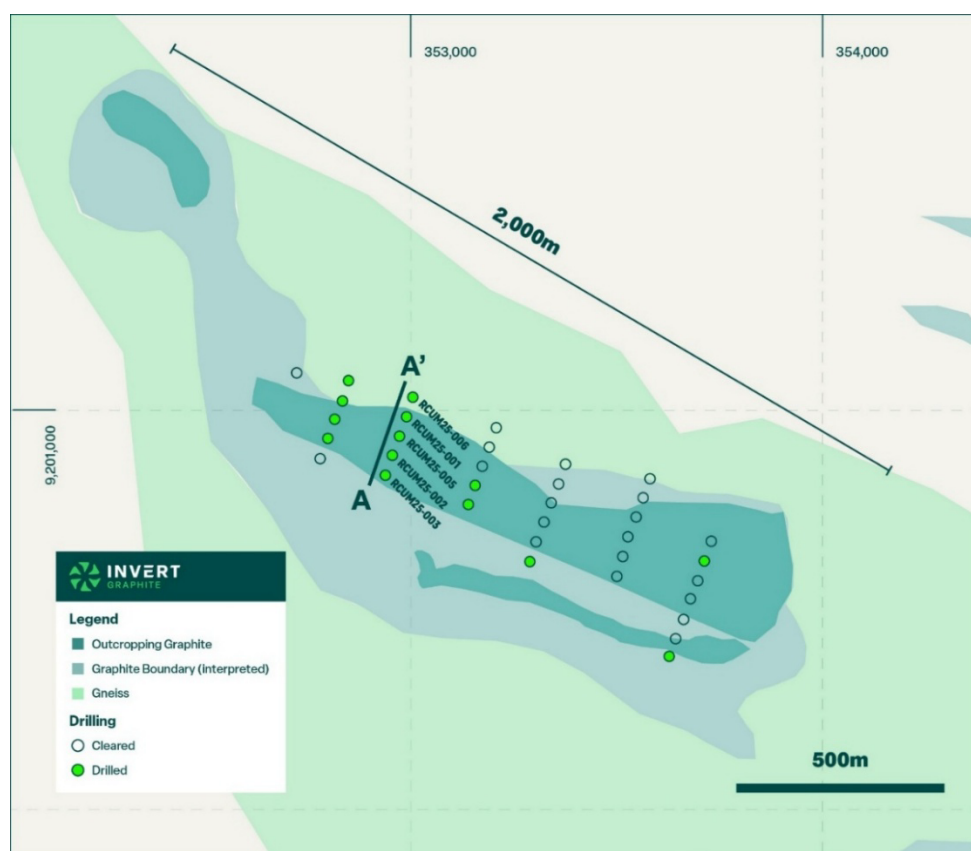 353,000
354,000
2,000m
9,201,000
A'
RCUM25-006
RCUM25-001
RCUM25-005
RCUM25-002
RCUM25-003
A
INVERT
GRAPHITE
Legend
Outcropping Graphite
Graphite Boundary (interpreted)
Gneiss
Drilling
Cleared
Drilled
500m